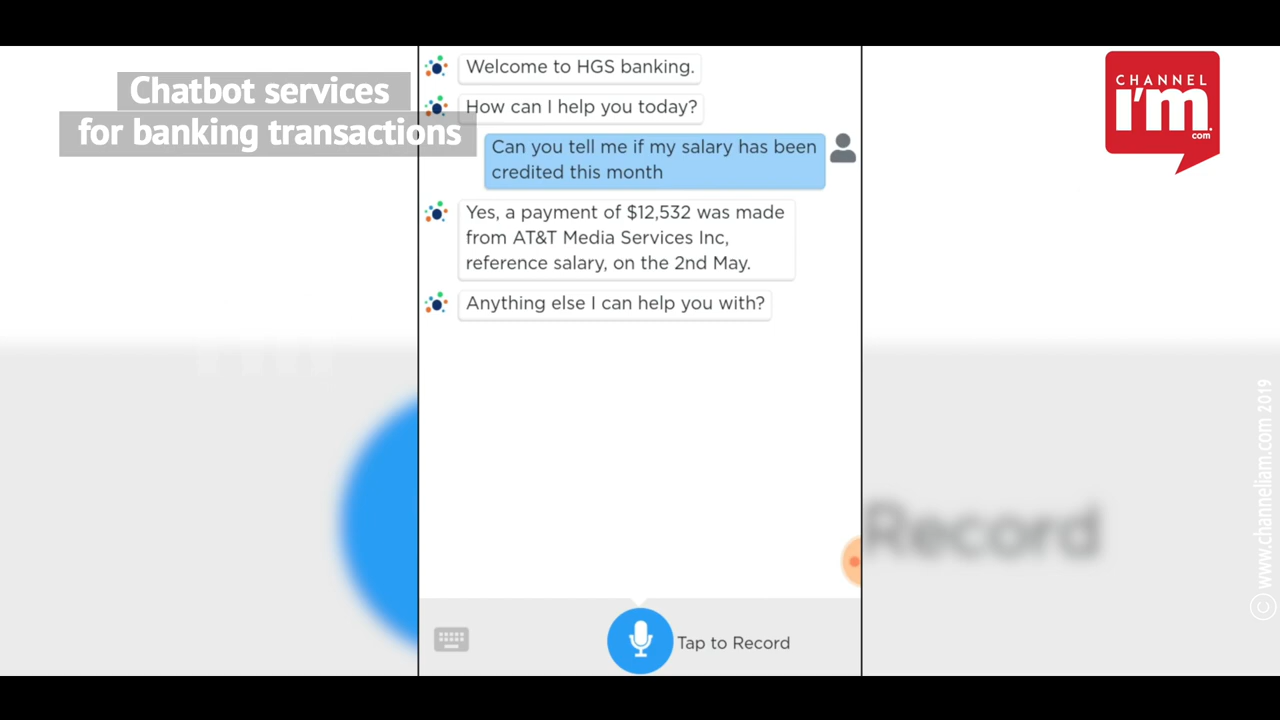 Chatbot services
for banking transactions
CHANNEL
i'm.
com
Welcome to HGS banking.
How can I help you today?
Can you tell me if my salary has been
credited this month
Yes, a payment of $12,532 was made
from AT&T Media Services Inc,
reference salary, on the 2nd May.
Anything else I can help you with?
Record
Tap to Record
© www.channeliam.com 2019